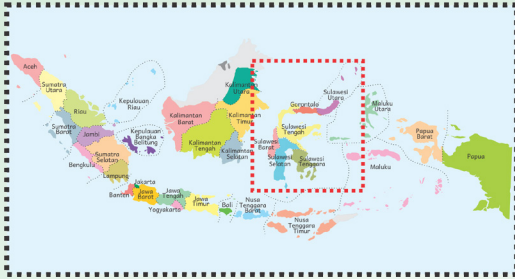 Aceh
Sumatra
Utara
Riau
Kepulauan
Riau
Sumatra
Barat
Jambi
Kepulauan
Bangka
Belitung
Bengkulu
Sumatra
Selatan
Lampung
Banten
Jakarta
Jawa
Barat
Jawa
Tengah
Yogyakarta
Jawa
Timur
Bali
Nusa
Tenggara
Barat
Nusa
Tenggara
Timur
Kalimantan
Barat
Kalimantan
Tengah
Kalimantan
Selatan
Kalimantan
Timur
Kalimantan
Utara
Gorontalo
Sulawesi
Utara
Sulawesi
Tengah
Sulawesi
Barat
Sulawesi
Selatan
Sulawesi
Tenggara
Maluku
Utara
Maluku
Papua
Barat
Papua